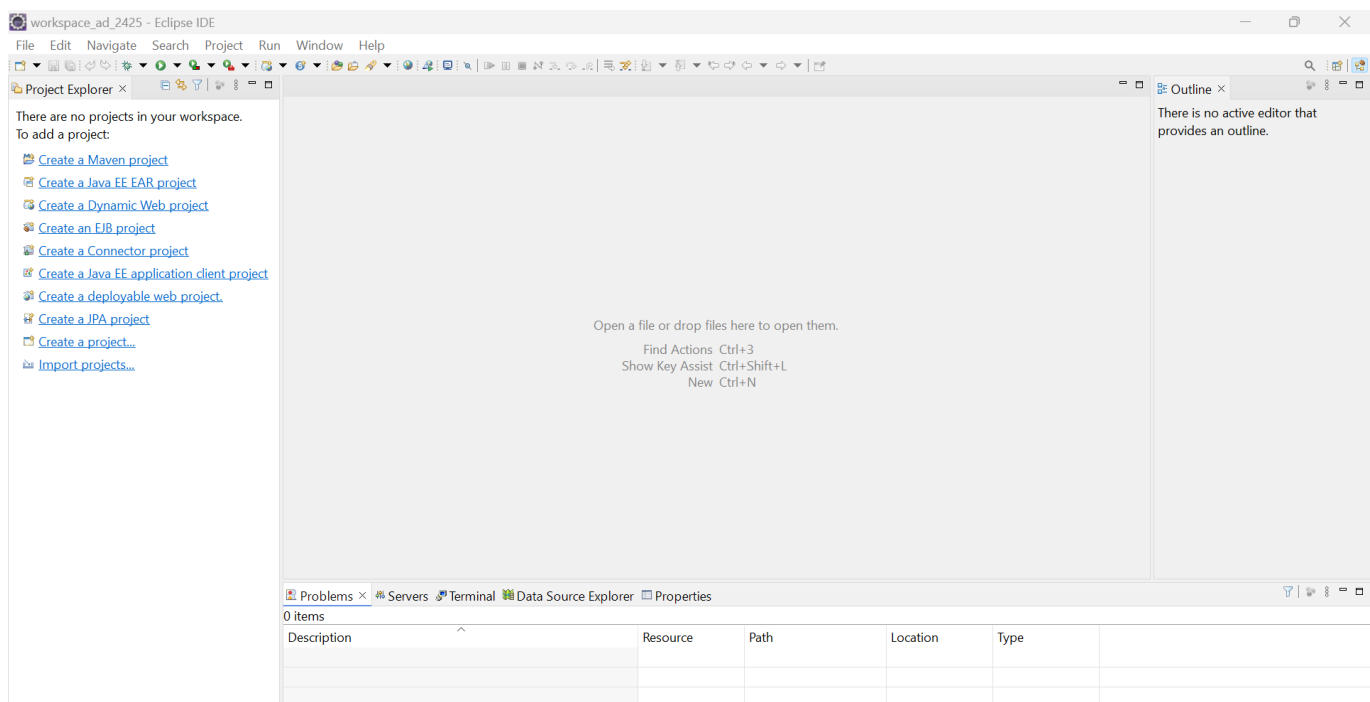 workspace_ad_2425 - Eclipse IDE
File Edit Navigate Search Project Run Window Help
Project Explorer
There are no projects in your workspace.
To add a project:
Create a Maven project
Create a Java EE EAR project
Create a Dynamic Web project
Create an EJB project
Create a Connector project
Create a Java EE application client project
Create a deployable web project.
Create a JPA project
Create a project...
Import projects...
Open a file or drop files here to open them.
Find Actions Ctrl+3
Show Key Assist Ctrl+Shift+L
New Ctrl+N
Outline
There is no active editor that
provides an outline.
Problems Servers Terminal Data Source Explorer Properties
0 items
Description Resource Path Location Type